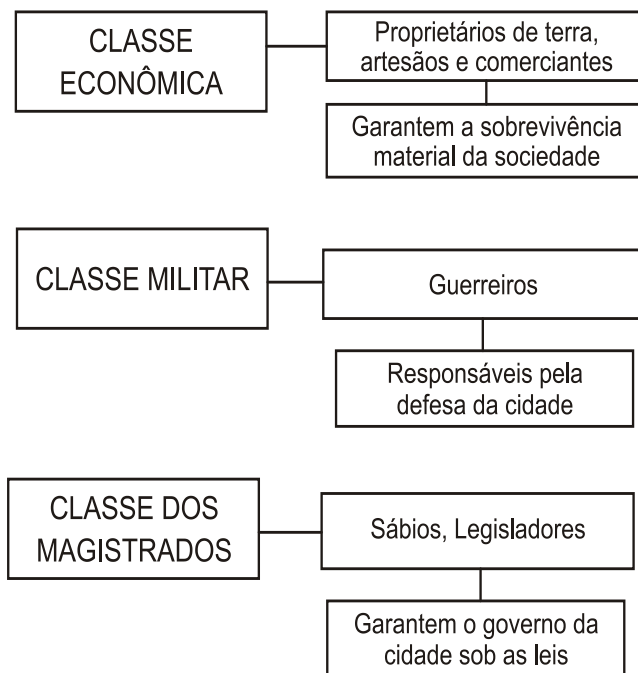 CLASSE
ECONÔMICA
Proprietários de terra,
artesãos e comerciantes
Garantem a sobrevivência
material da sociedade
CLASSE MILITAR
Guerreiros
Responsáveis pela
defesa da cidade
CLASSE DOS
MAGISTRADOS
Sábios, Legisladores
Garantem o governo da
cidade sob as leis